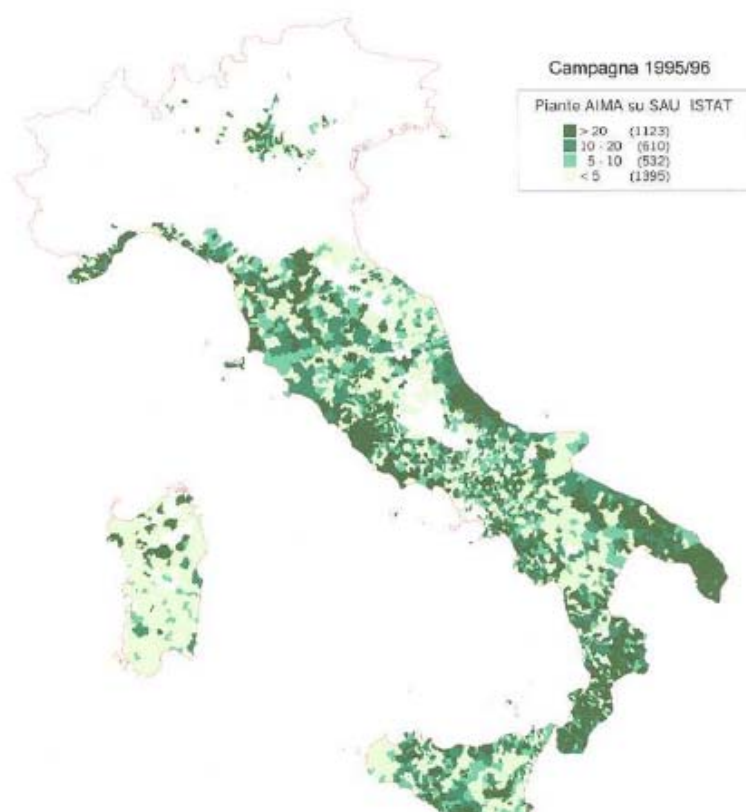 Campagna 1995/96
Piante AIMA su SAU ISTAT
> 20 (1123)
10 - 20 (610)
5 - 10 (532)
< 5 (1395)